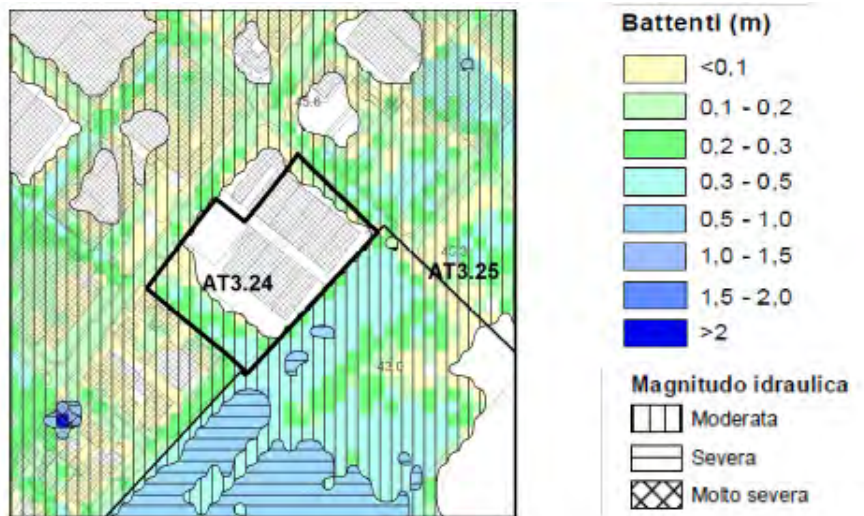 AT3.24
AT3.25
42.0
Battenti (m)
<0,1
0,1 - 0,2
0,2 - 0,3
0,3 - 0,5
0,5 - 1,0
1,0 - 1,5
1,5 - 2,0
>2
Magnitudo idraulica
Moderata
Severa
Molto severa